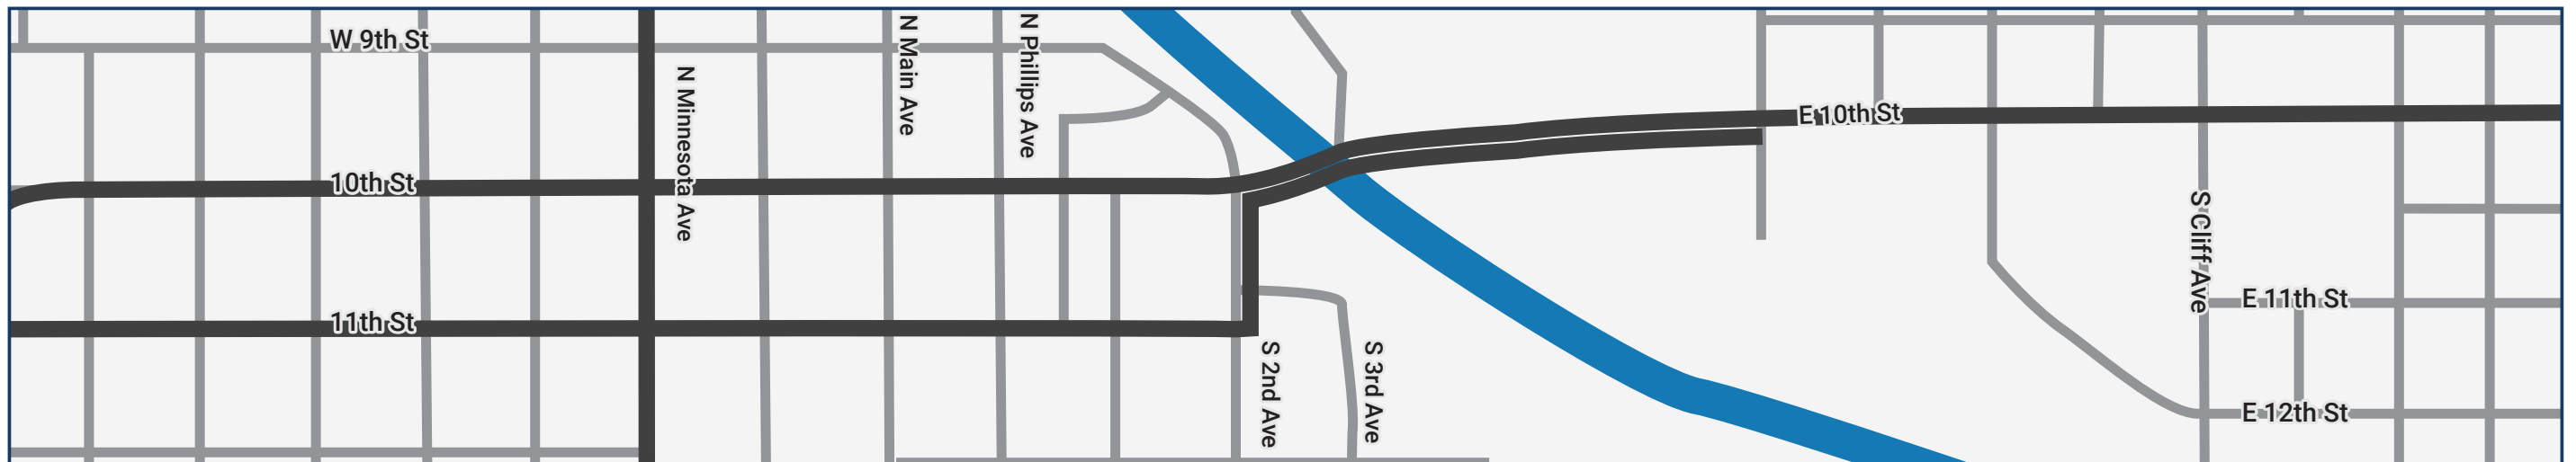 W 9th St
N Main Ave
N Phillips Ave
N Minnesota Ave
E 10th St
10th St
S Cliff Ave
E 11th St
11th St
S 2nd Ave
S 3rd Ave
E 12th St